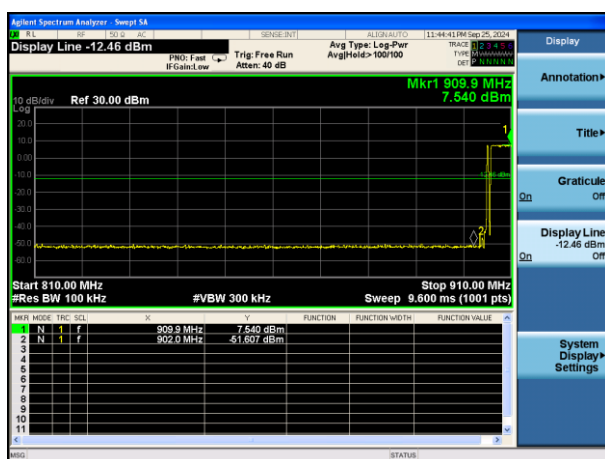 Agilent Spectrum Analyzer - Swept SA
RL RF 50 Ω AC SENSE:INT ALIGN AUTO 11:44:41 PM Sep 25, 2024
Display Line -12.46 dBm
PNO: Fast
IFGain:Low
Trig: Free Run
Atten: 40 dB
Avg Type: Log-Pwr
Avg|Hold:>100/100
TRACE 1 2 3 4 5 6
TYPE M
DET P N N N N N
Mkr1 909.9 MHz
7.540 dBm
10 dB/div Ref 30.00 dBm
Log
20.0
10.0
0.00
-10.0
-20.0
-30.0
-40.0
-50.0
-60.0
1
-12.46 dBm
2
Start 810.00 MHz Stop 910.00 MHz
#Res BW 100 kHz #VBW 300 kHz Sweep 9.600 ms (1001 pts)
MKR MODE TRC SCL X Y FUNCTION FUNCTION WIDTH FUNCTION VALUE
1 N 1 f 909.9 MHz 7.540 dBm
2 N 1 f 902.0 MHz -51.607 dBm
3
4
5
6
7
8
9
10
11
MSG STATUS
Display
Annotation
Title
Graticule
On Off
Display Line
-12.46 dBm
On Off
System
Display
Settings